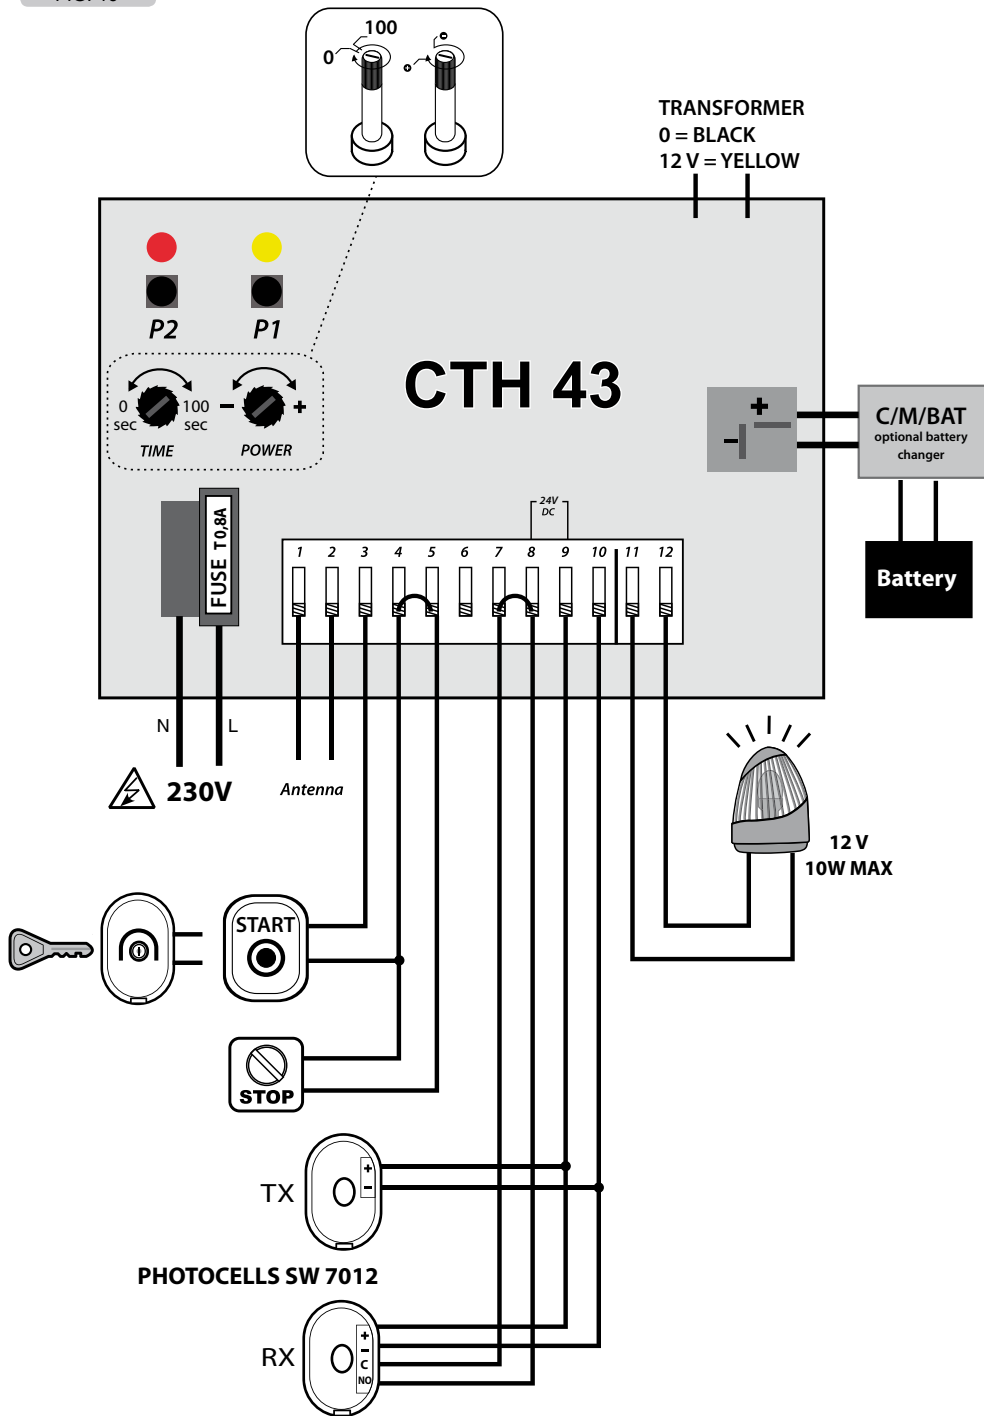 100
0
TRANSFORMER
0 = BLACK
12 V = YELLOW
P2
P1
CTH 43
0
sec
100
sec
TIME
-
+
POWER
+
-
C/M/BAT
optional battery
changer
Battery
FUSE T 0,8A
24V
DC
1 2 3 4 5 6 7 8 9 10 11 12
N
L
230V
Antenna
12 V
10W MAX
START
STOP
TX
+
-
PHOTOCELLS SW 7012
RX
+
-
C
NO